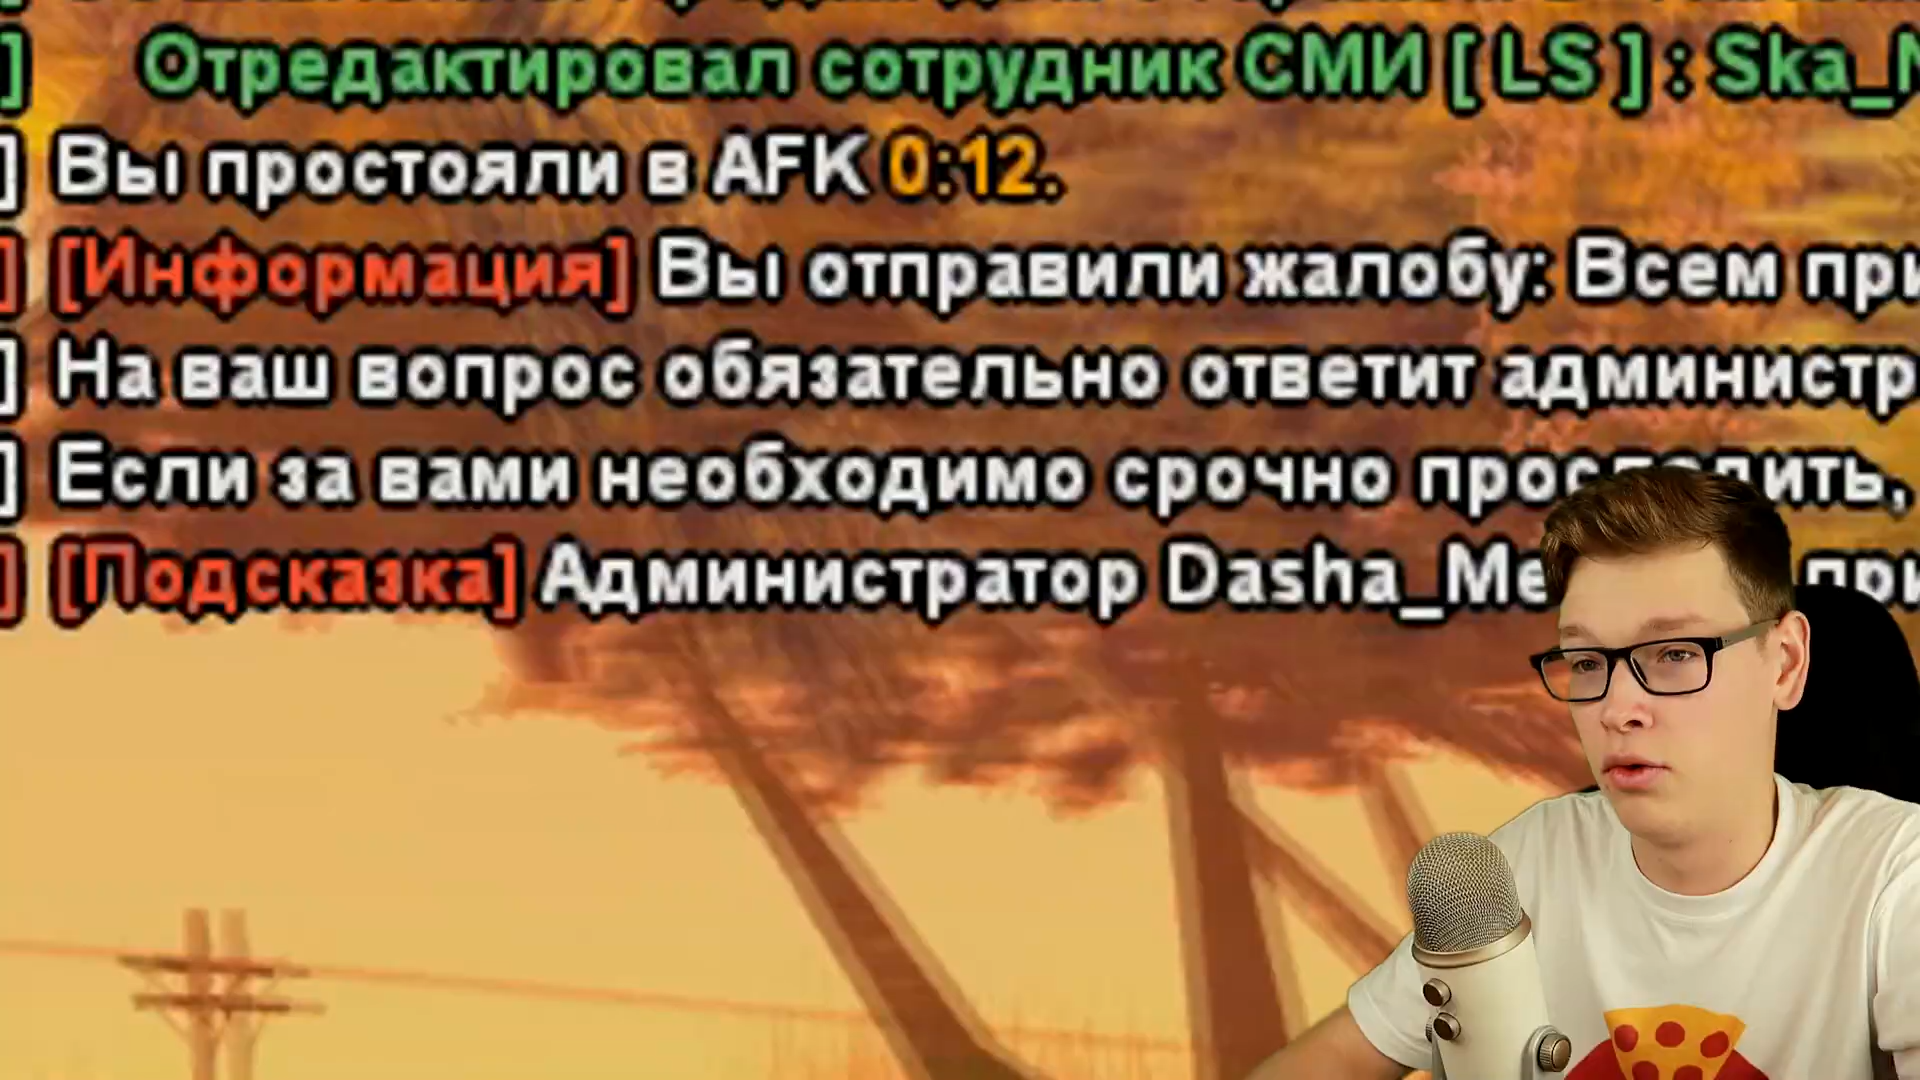 ] Отредактировал сотрудник СМИ [ LS ] : Ska_
] Вы простояли в AFK 0:12.
] [Информация] Вы отправили жалобу: Всем при
] На ваш вопрос обязательно ответит администр
] Если за вами необходимо срочно
] [Подсказка] Администратор Dasha_Me при